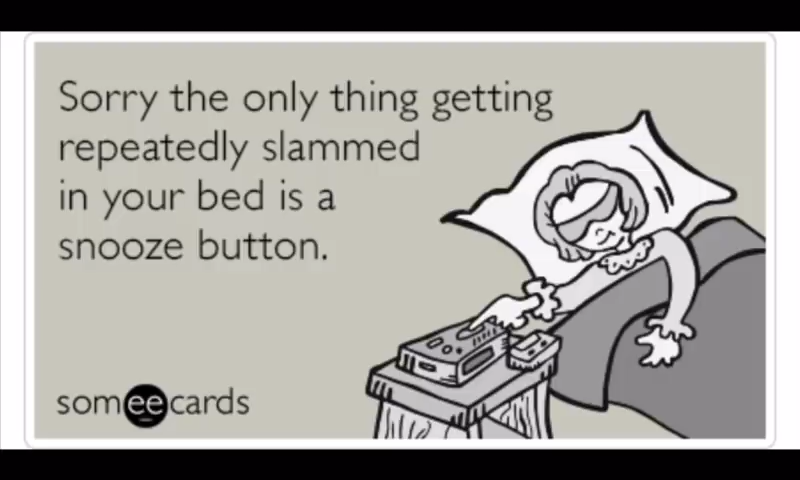 Sorry the only thing getting
repeatedly slammed
in your bed is a
snooze button.
someecards